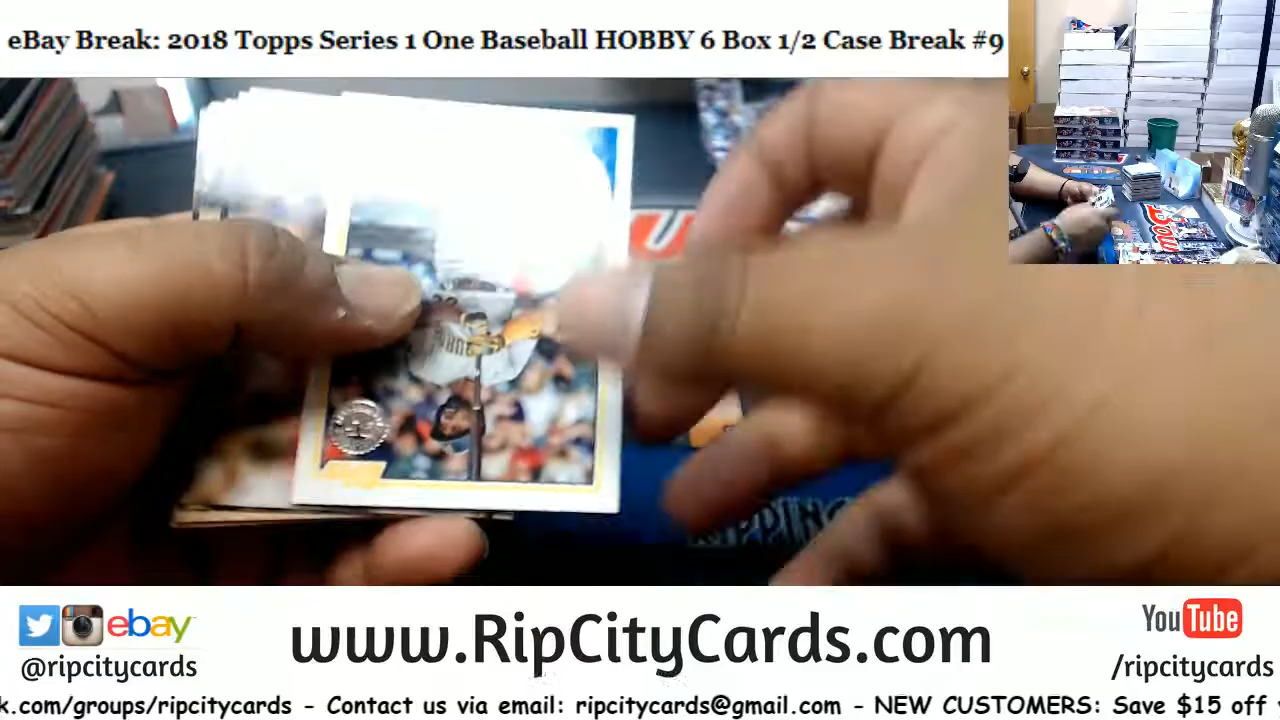 eBay Break: 2018 Topps Series 1 One Baseball HOBBY 6 Box 1/2 Case Break #9
RIPPING
ebay
@ripcitycards
www.RipCityCards.com
YouTube
/ripcitycards
k.com/groups/ripcitycards - Contact us via email: ripcitycards@gmail.com - NEW CUSTOMERS: Save $15 off